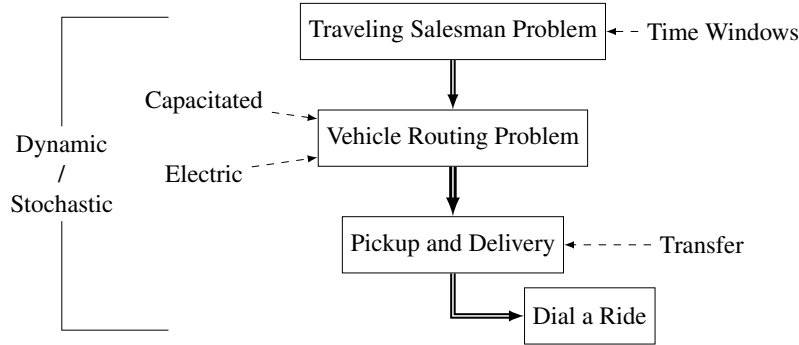 Traveling Salesman Problem
Time Windows
Capacitated
Vehicle Routing Problem
Dynamic
/
Stochastic
Electric
Pickup and Delivery
Transfer
Dial a Ride